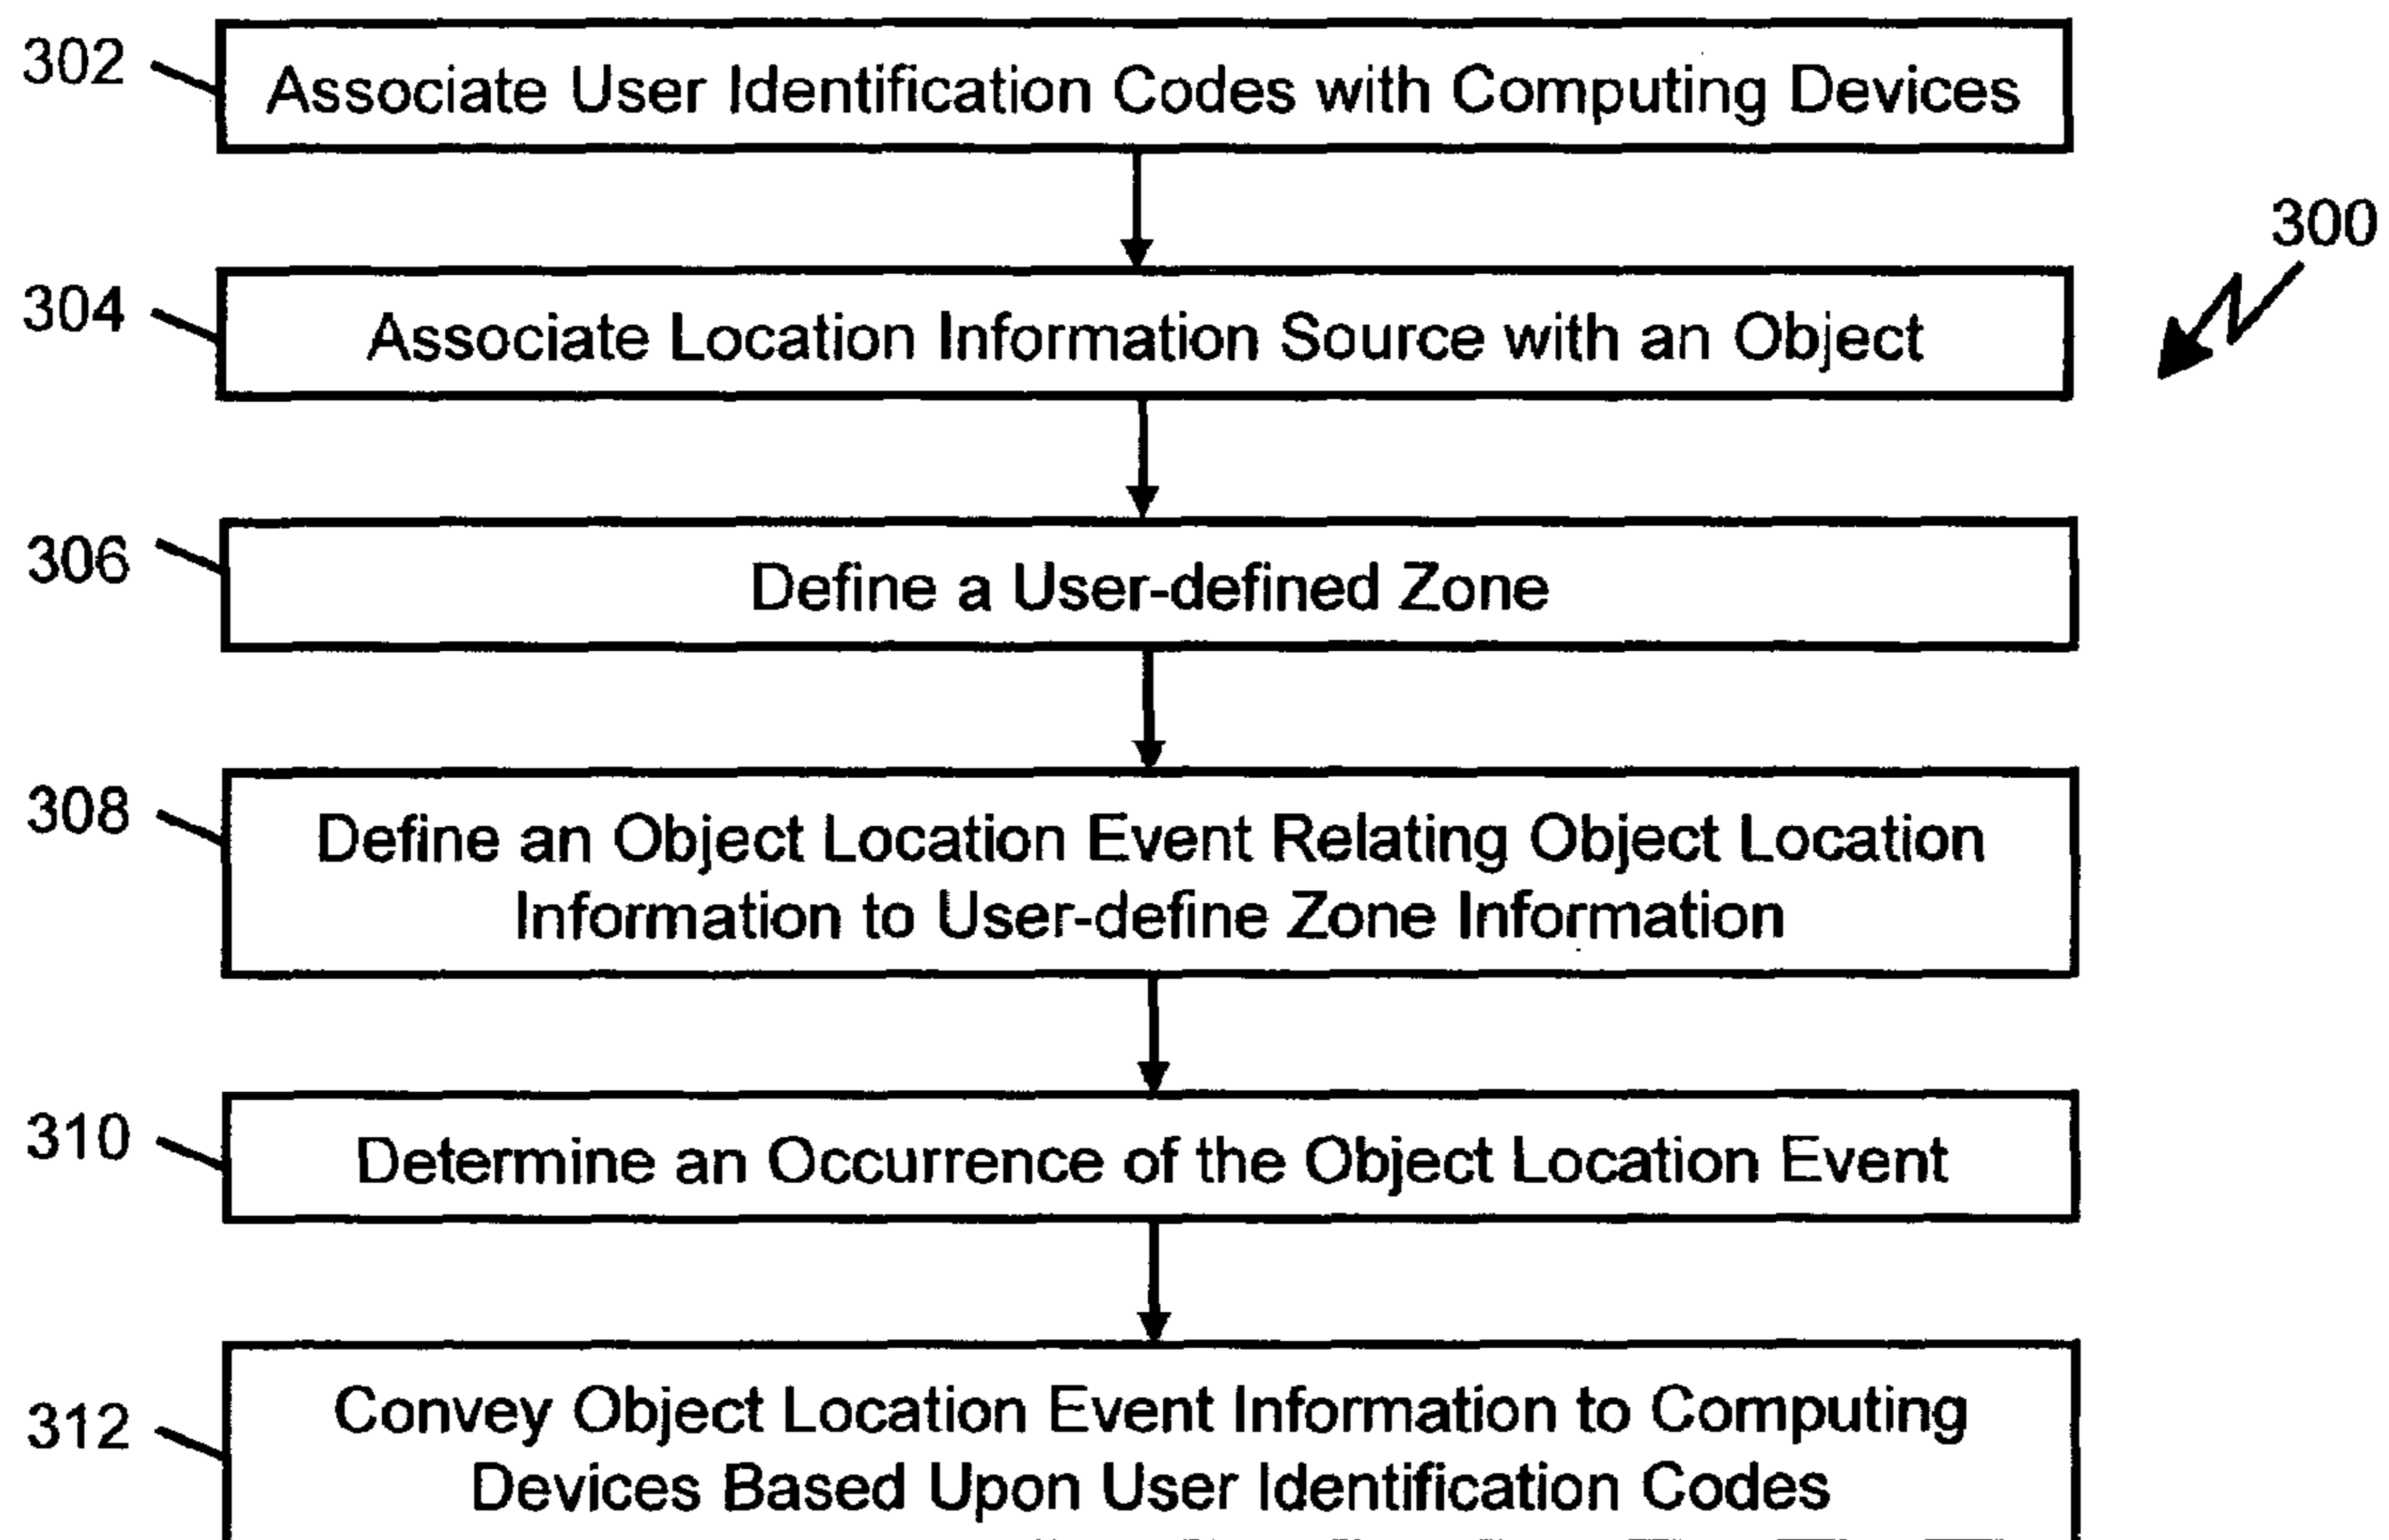 302
Associate User Identification Codes with Computing Devices
300
304
Associate Location Information Source with an Object
306
Define a User-defined Zone
308
Define an Object Location Event Relating Object Location
Information to User-define Zone Information
310
Determine an Occurrence of the Object Location Event
312
Convey Object Location Event Information to Computing
Devices Based Upon User Identification Codes